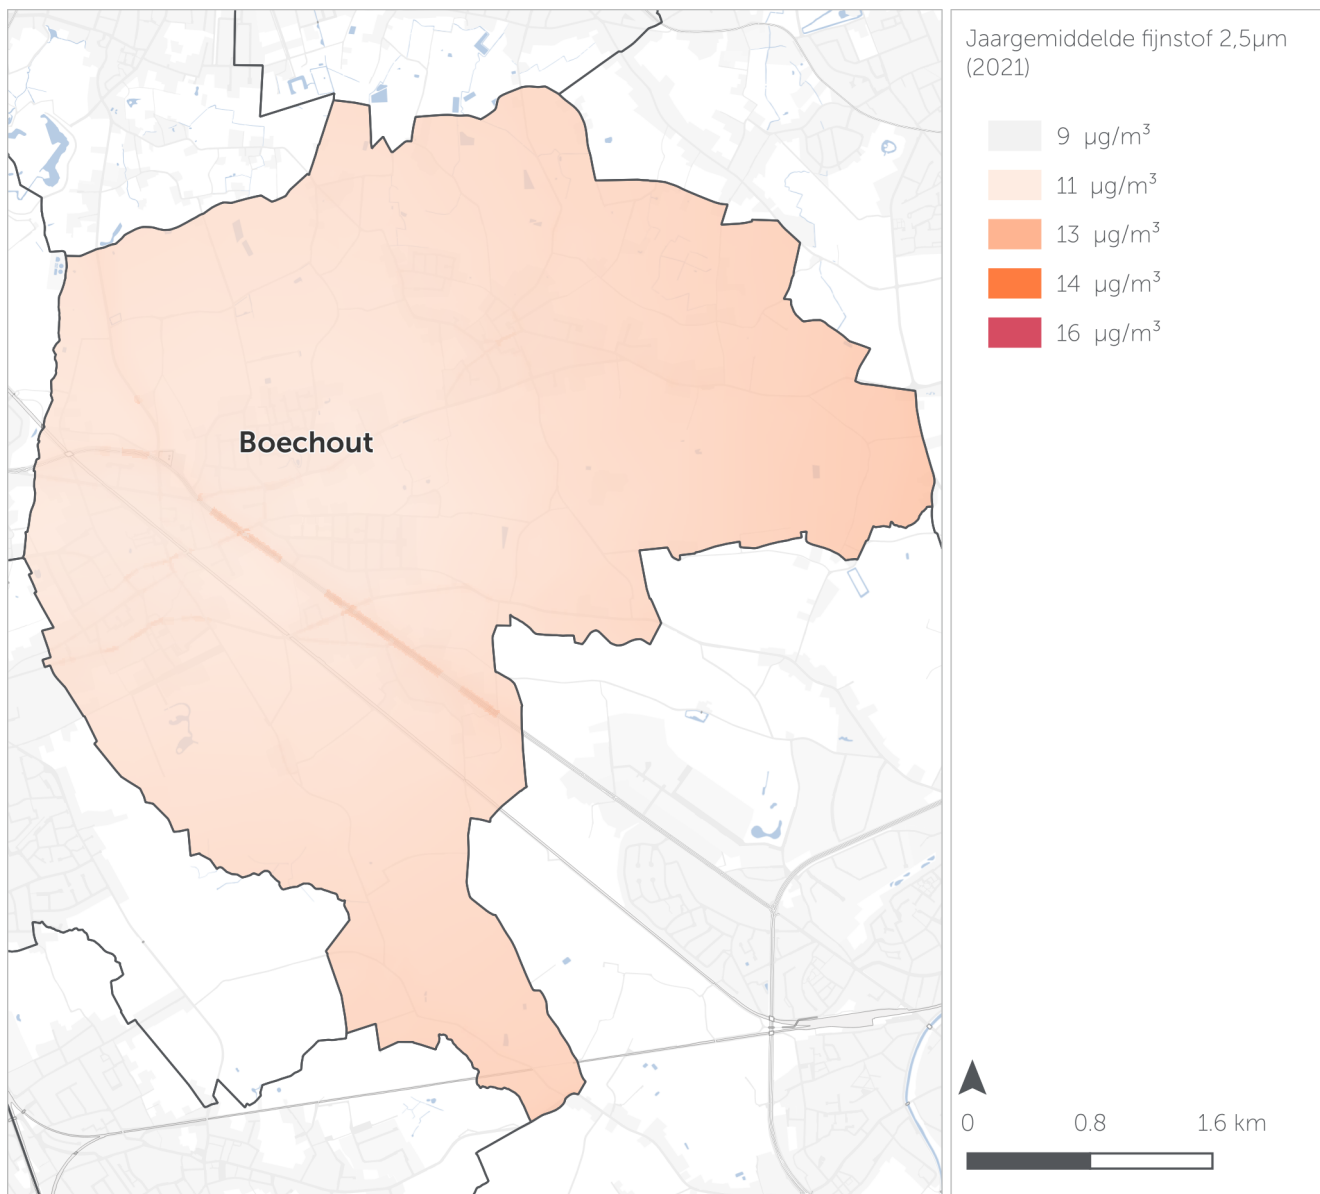 Jaargemiddelde fijnstof 2,5µm
(2021)
9 µg/m³
11 µg/m³
13 µg/m³
14 µg/m³
16 µg/m³
Boechout
0 0.8 1.6 km